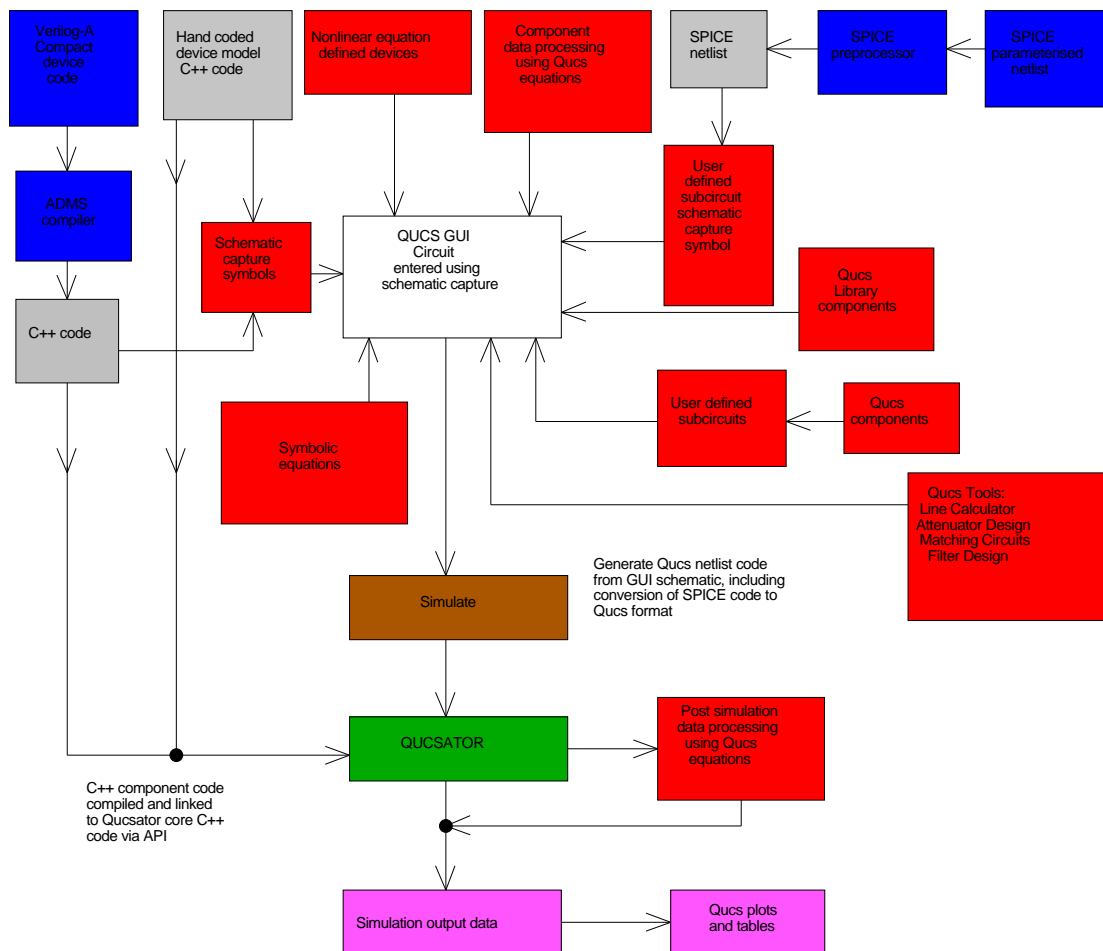 Verilog-A
Compact
device
code
Hand coded
device model
C++ code
Nonlinear equation
defined devices
Component
data processing
using Qucs
equations
SPICE
netlist
SPICE
preprocessor
SPICE
parameterised
netlist
ADMS
compiler
Schematic
capture
symbols
QUCS GUI
Circuit
entered using
schematic capture
User
defined
subcircuit
schematic
capture
symbol
Qucs
Library
components
C++ code
User defined
subcircuits
Qucs
components
Symbolic
equations
Qucs Tools:
Line Calculator
Attenuator Design
Matching Circuits
Filter Design
Simulate
Generate Qucs netlist code
from GUI schematic, including
conversion of SPICE code to
Qucs format
QUCSATOR
Post simulation
data processing
using Qucs
equations
C++ component code
compiled and linked
to Qucsator core C++
code via API
Simulation output data
Qucs plots
and tables